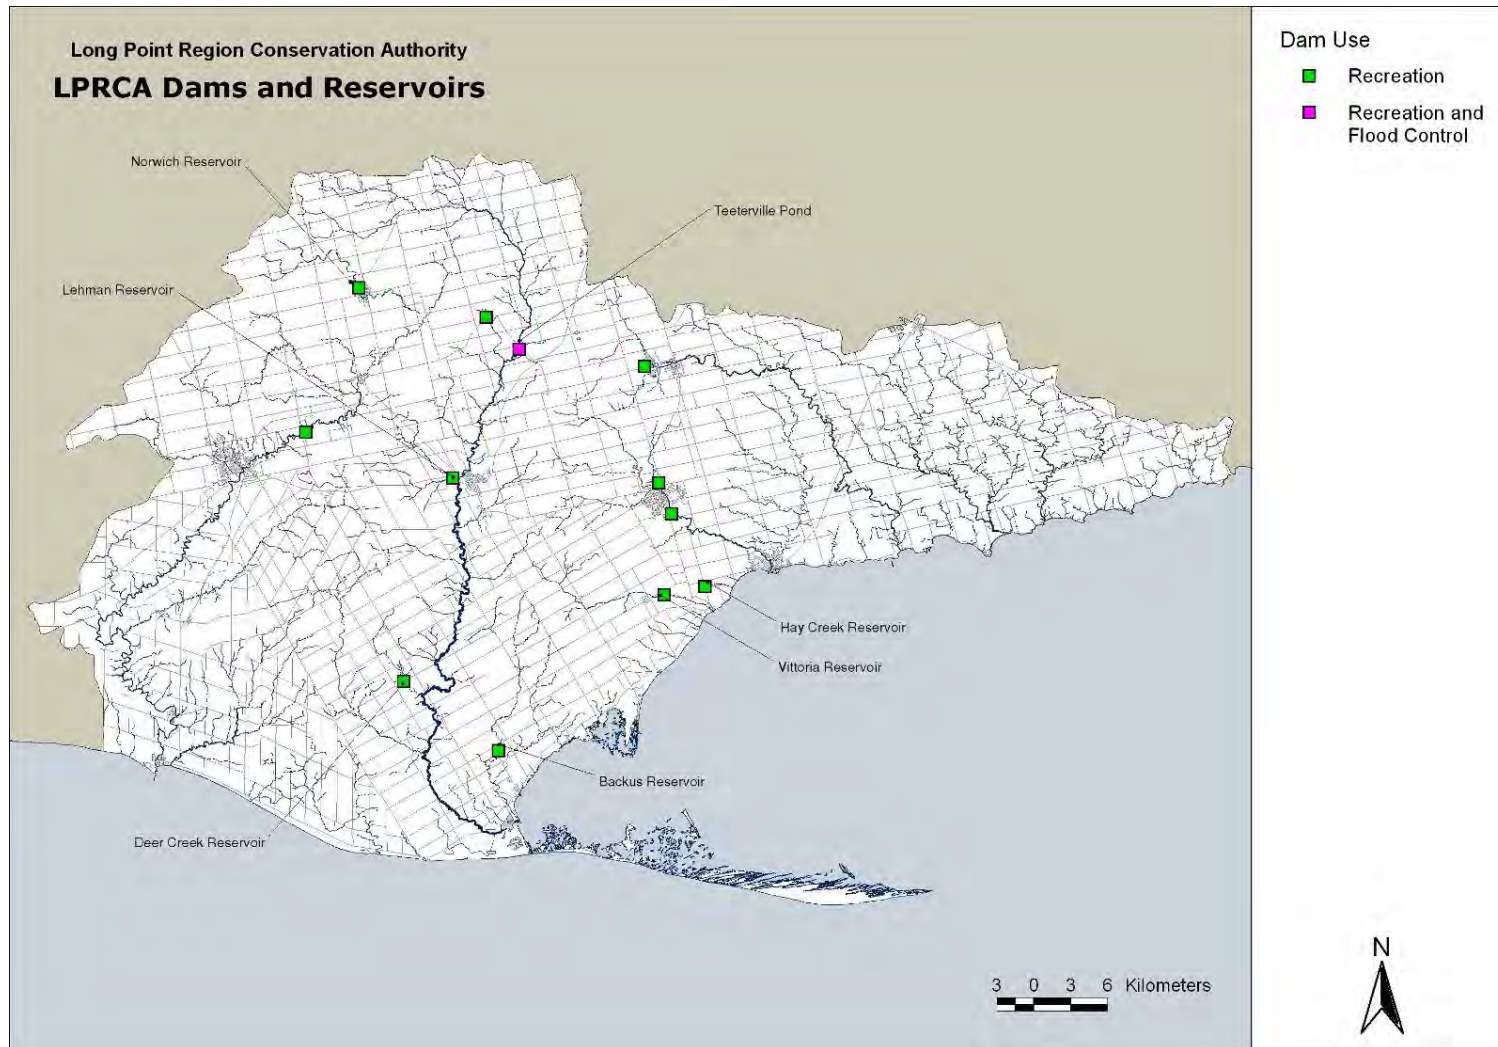 Long Point Region Conservation Authority
LPRCA Dams and Reservoirs
Dam Use
Recreation
Recreation and
Flood Control
Norwich Reservoir
Teeterville Pond
Lehman Reservoir
Hay Creek Reservoir
Vittoria Reservoir
Backus Reservoir
Deer Creek Reservoir
N
3 0 3 6 Kilometers